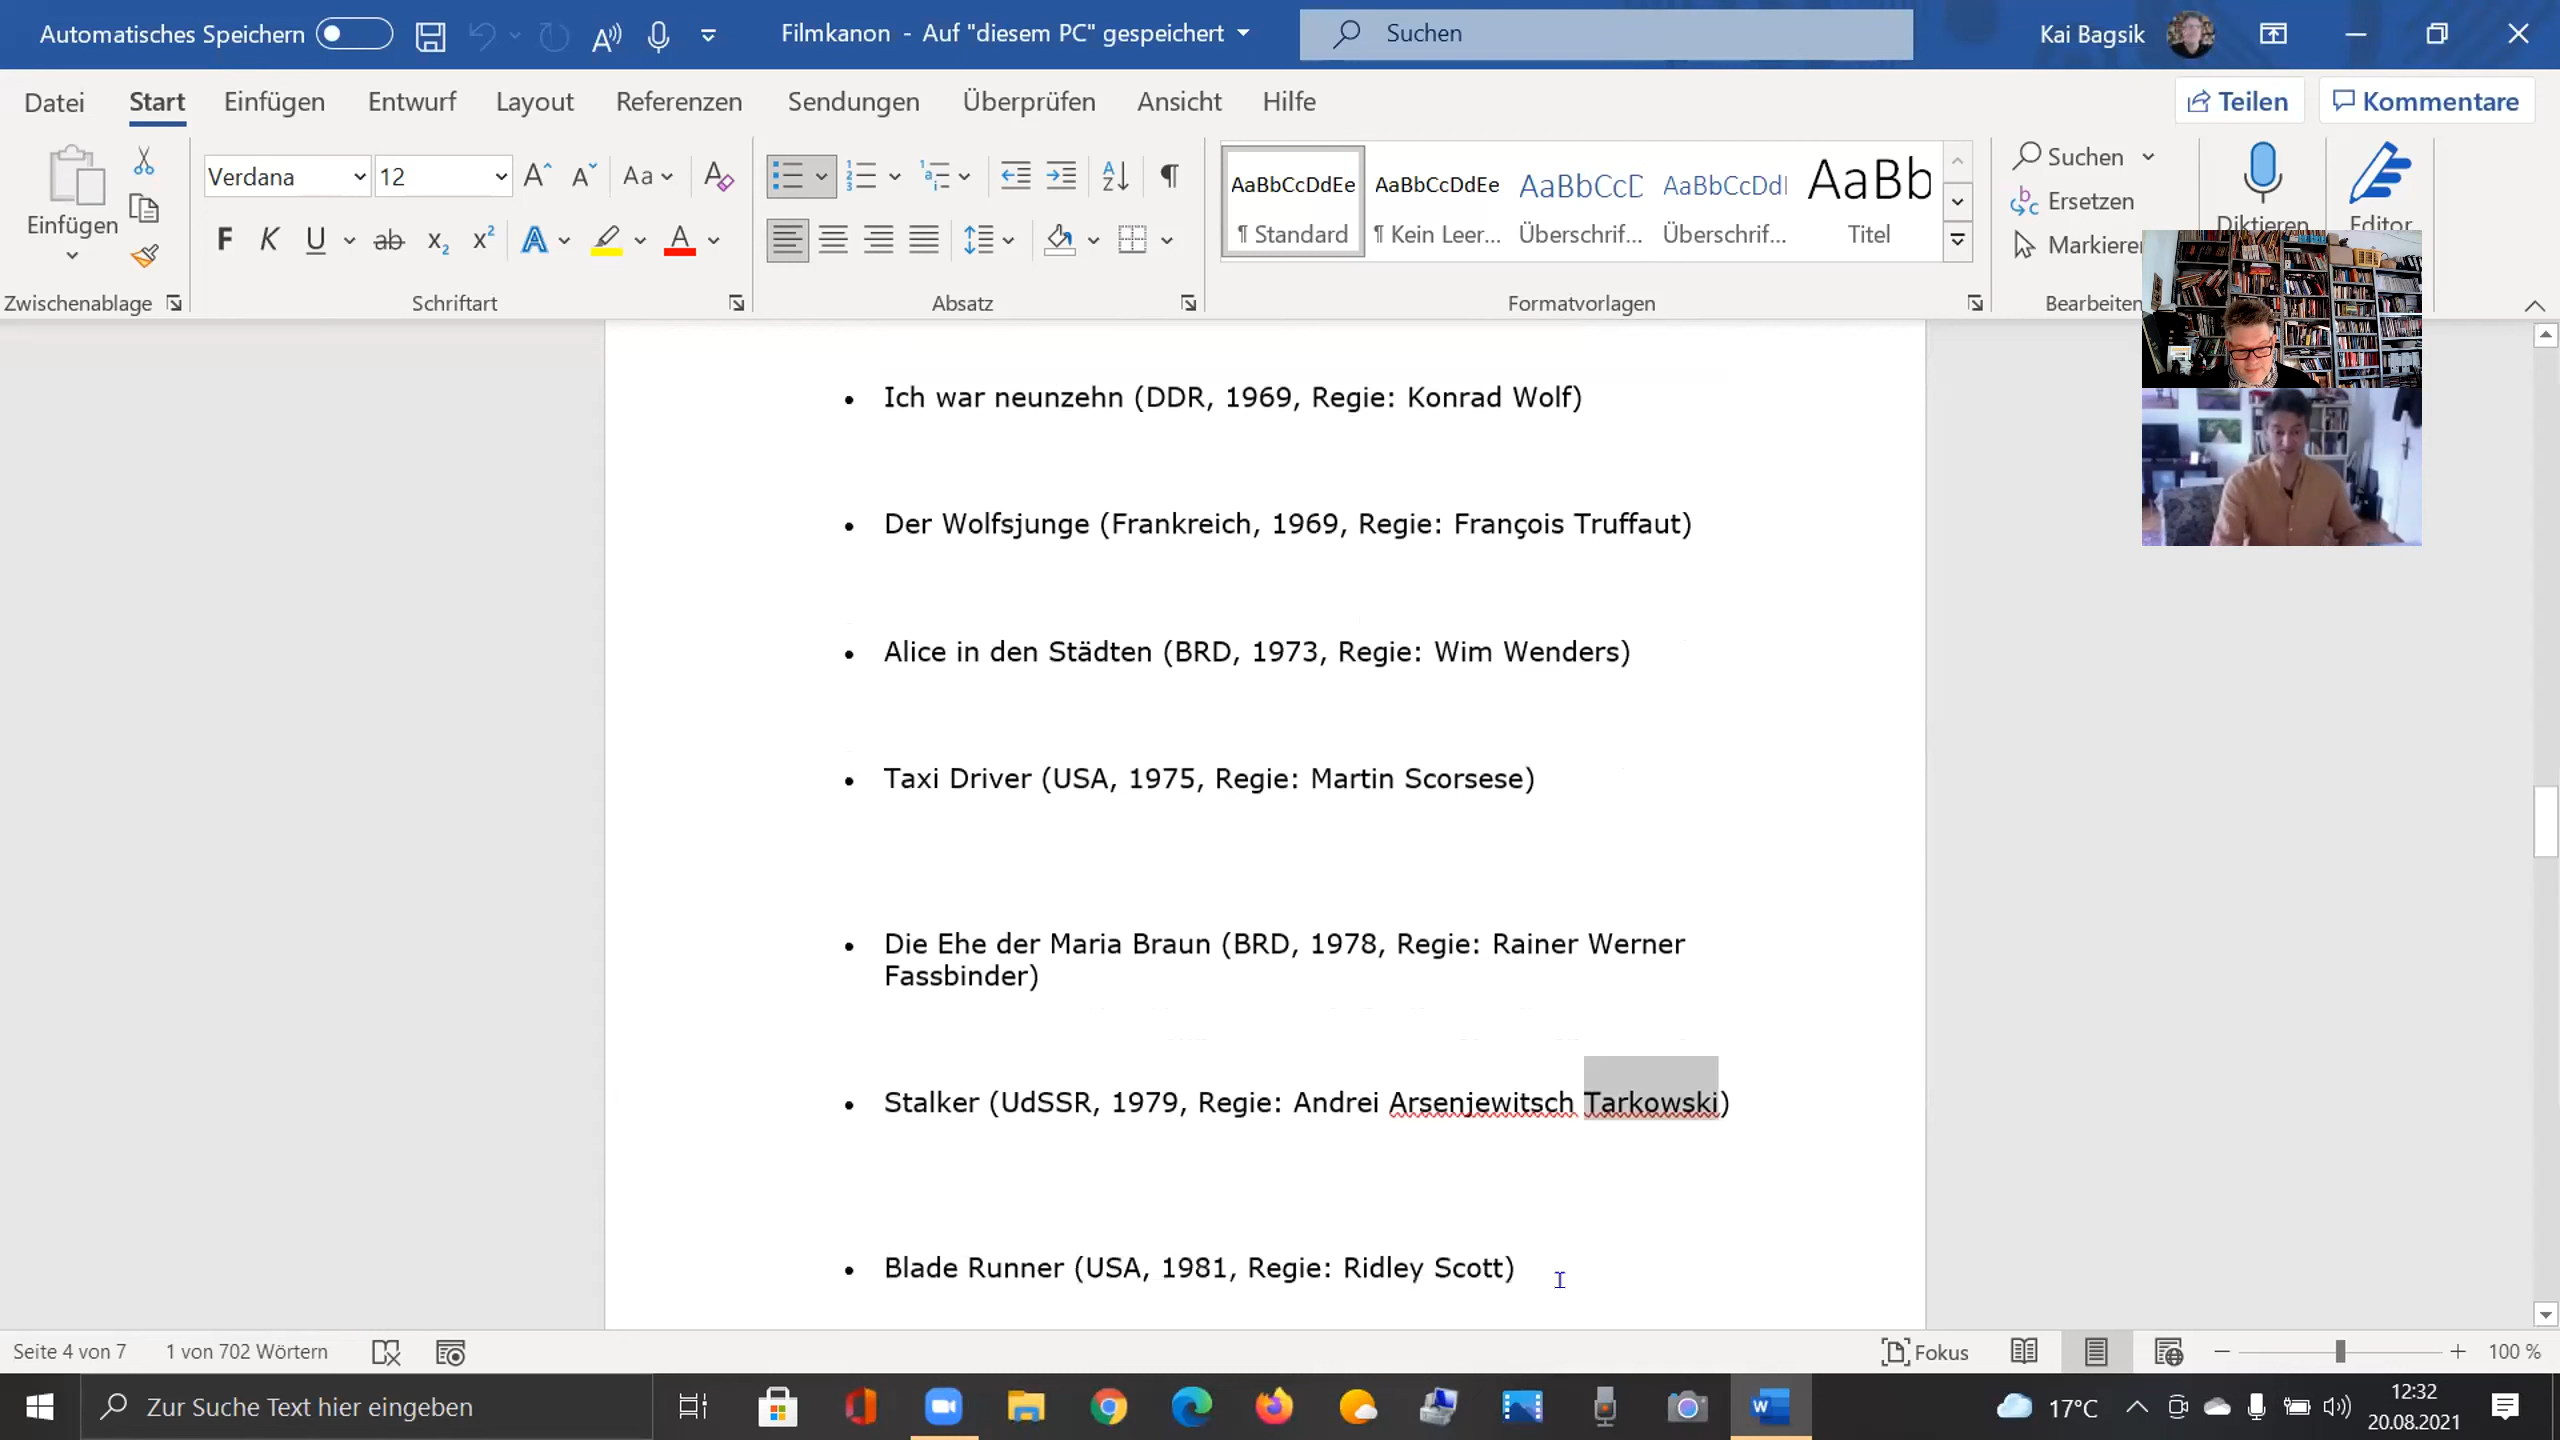 Automatisches Speichern
Filmkanon - Auf "diesem PC" gespeichert
Suchen
Kai Bagsik
Datei Start Einfügen Entwurf Layout Referenzen Sendungen Überprüfen Ansicht Hilfe
Teilen Kommentare
Einfügen
Verdana 12
Aa
F K U ab x2 x2 A A
AaBbCcDdEe AaBbCcDdEe AaBbCcD AaBbCcDdI AaBb
¶ Standard ¶ Kein Leer... Überschrif... Überschrif... Titel
Suchen
Ersetzen
Markieren
Diktieren
Editor
Zwischenablage Schriftart Absatz Formatvorlagen Bearbeiten
• Ich war neunzehn (DDR, 1969, Regie: Konrad Wolf)
• Der Wolfsjunge (Frankreich, 1969, Regie: François Truffaut)
• Alice in den Städten (BRD, 1973, Regie: Wim Wenders)
• Taxi Driver (USA, 1975, Regie: Martin Scorsese)
• Die Ehe der Maria Braun (BRD, 1978, Regie: Rainer Werner
Fassbinder)
• Stalker (UdSSR, 1979, Regie: Andrei Arsenjewitsch Tarkowski)
• Blade Runner (USA, 1981, Regie: Ridley Scott)
Seite 4 von 7 1 von 702 Wörtern
Fokus
100 %
Zur Suche Text hier eingeben
17°C
12:32
20.08.2021